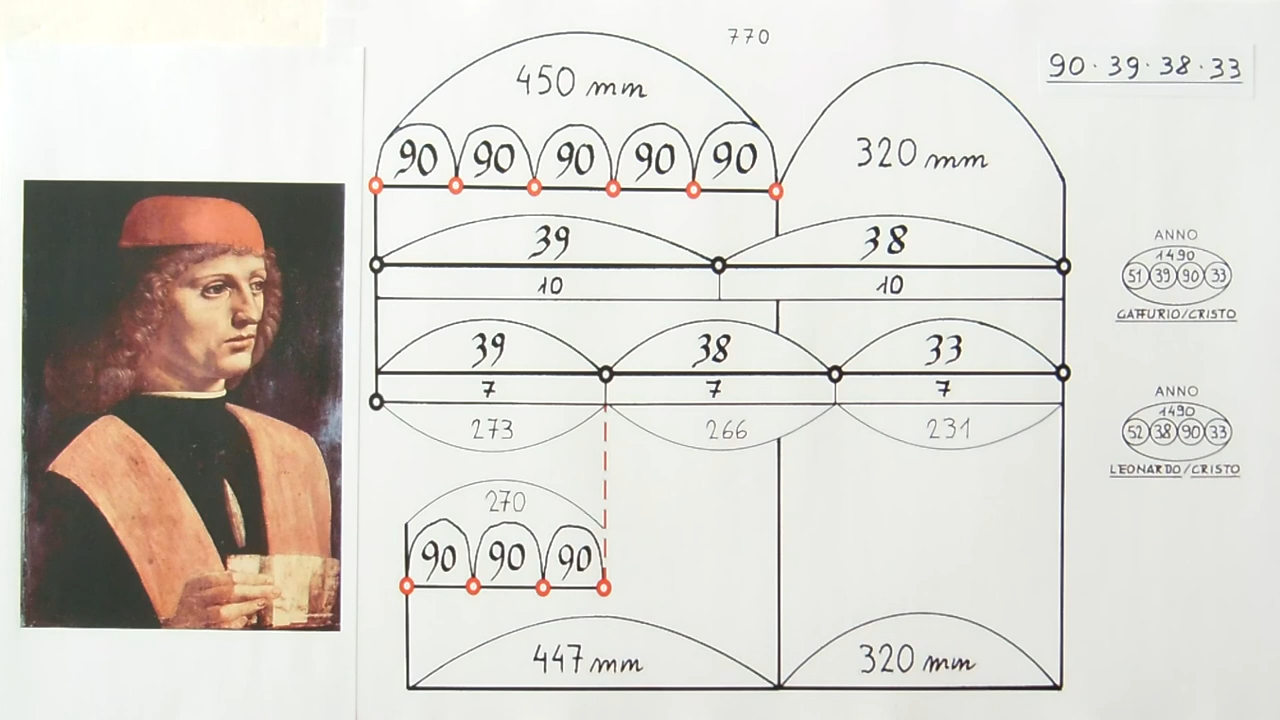 770
90 · 39 · 38 · 33
450 mm
90 90 90 90 90
320 mm
39 38
10 10
39 38 33
7 7 7
273 266 231
270
90 90 90
447 mm 320 mm
ANNO
1490
51 39 90 33
GAFFURIO/CRISTO
ANNO
1490
52 38 90 33
LEONARDO/CRISTO